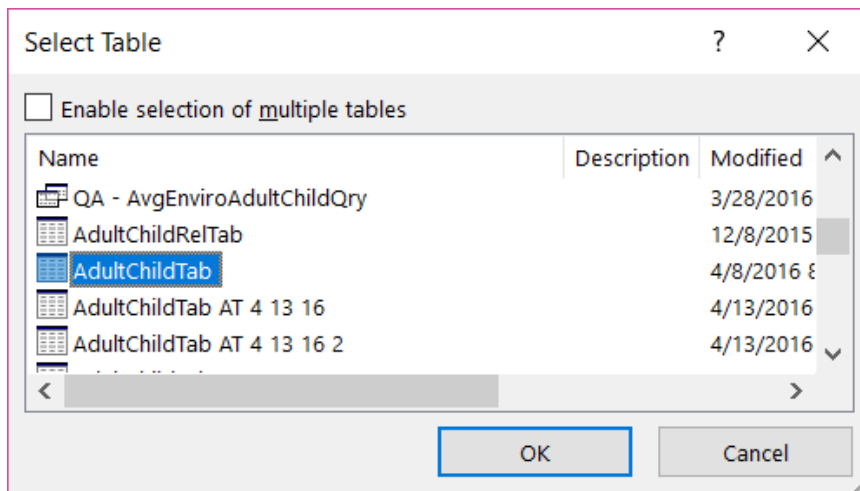 Select Table ?
Enable selection of multiple tables
Name Description Modified
QA - AvgEnviroAdultChildQry 3/28/2016
AdultChildRelTab 12/8/2015
AdultChildTab 4/8/2016 8
AdultChildTab AT 4 13 16 4/13/2016
AdultChildTab AT 4 13 16 2 4/13/2016
OK Cancel